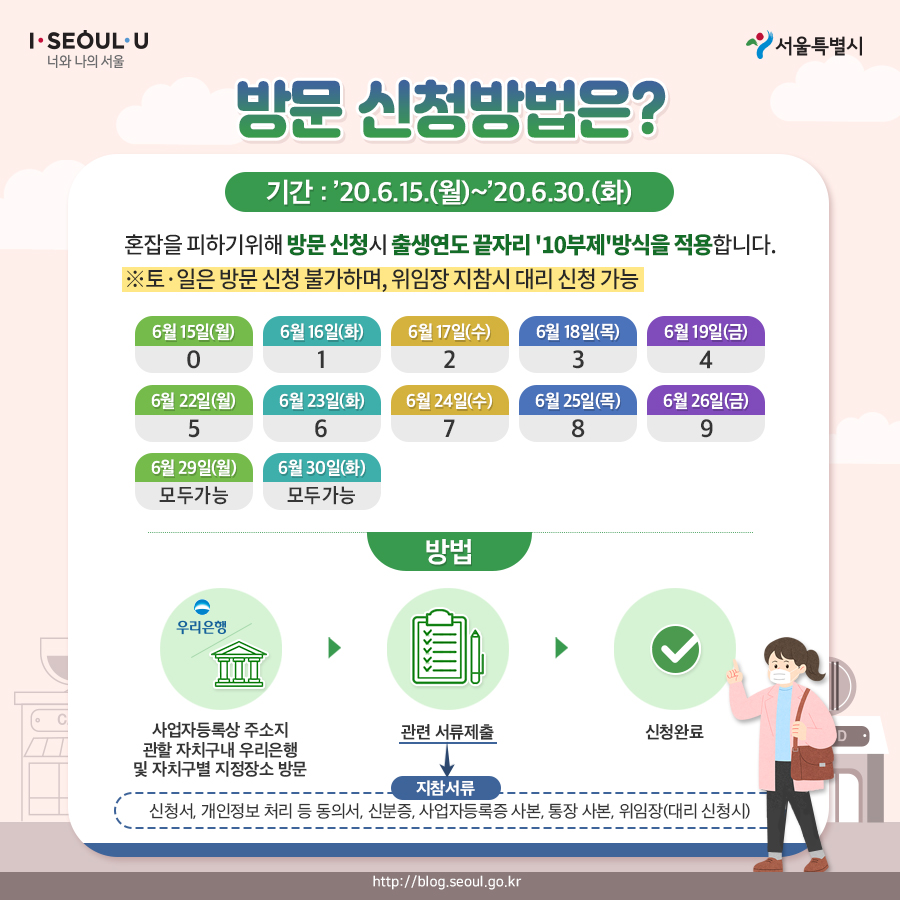 I·SEOUL·U
너와 나의 서울
서울특별시
방문 신청방법은?
기간 : ’20.6.15.(월)~’20.6.30.(화)
혼잡을 피하기위해 방문 신청시 출생연도 끝자리 '10부제'방식을 적용합니다.
※토·일은 방문 신청 불가하며, 위임장 지참시 대리 신청 가능
6월 15일(월) 6월 16일(화) 6월 17일(수) 6월 18일(목) 6월 19일(금)
0 1 2 3 4
6월 22일(월) 6월 23일(화) 6월 24일(수) 6월 25일(목) 6월 26일(금)
5 6 7 8 9
6월 29일(월) 6월 30일(화)
모두가능 모두가능
방법
우리은행
사업자등록상 주소지
관할 자치구내 우리은행
및 자치구별 지정장소 방문
관련 서류제출
신청완료
지참서류
신청서, 개인정보 처리 등 동의서, 신분증, 사업자등록증 사본, 통장 사본, 위임장(대리 신청시)
http://blog.seoul.go.kr